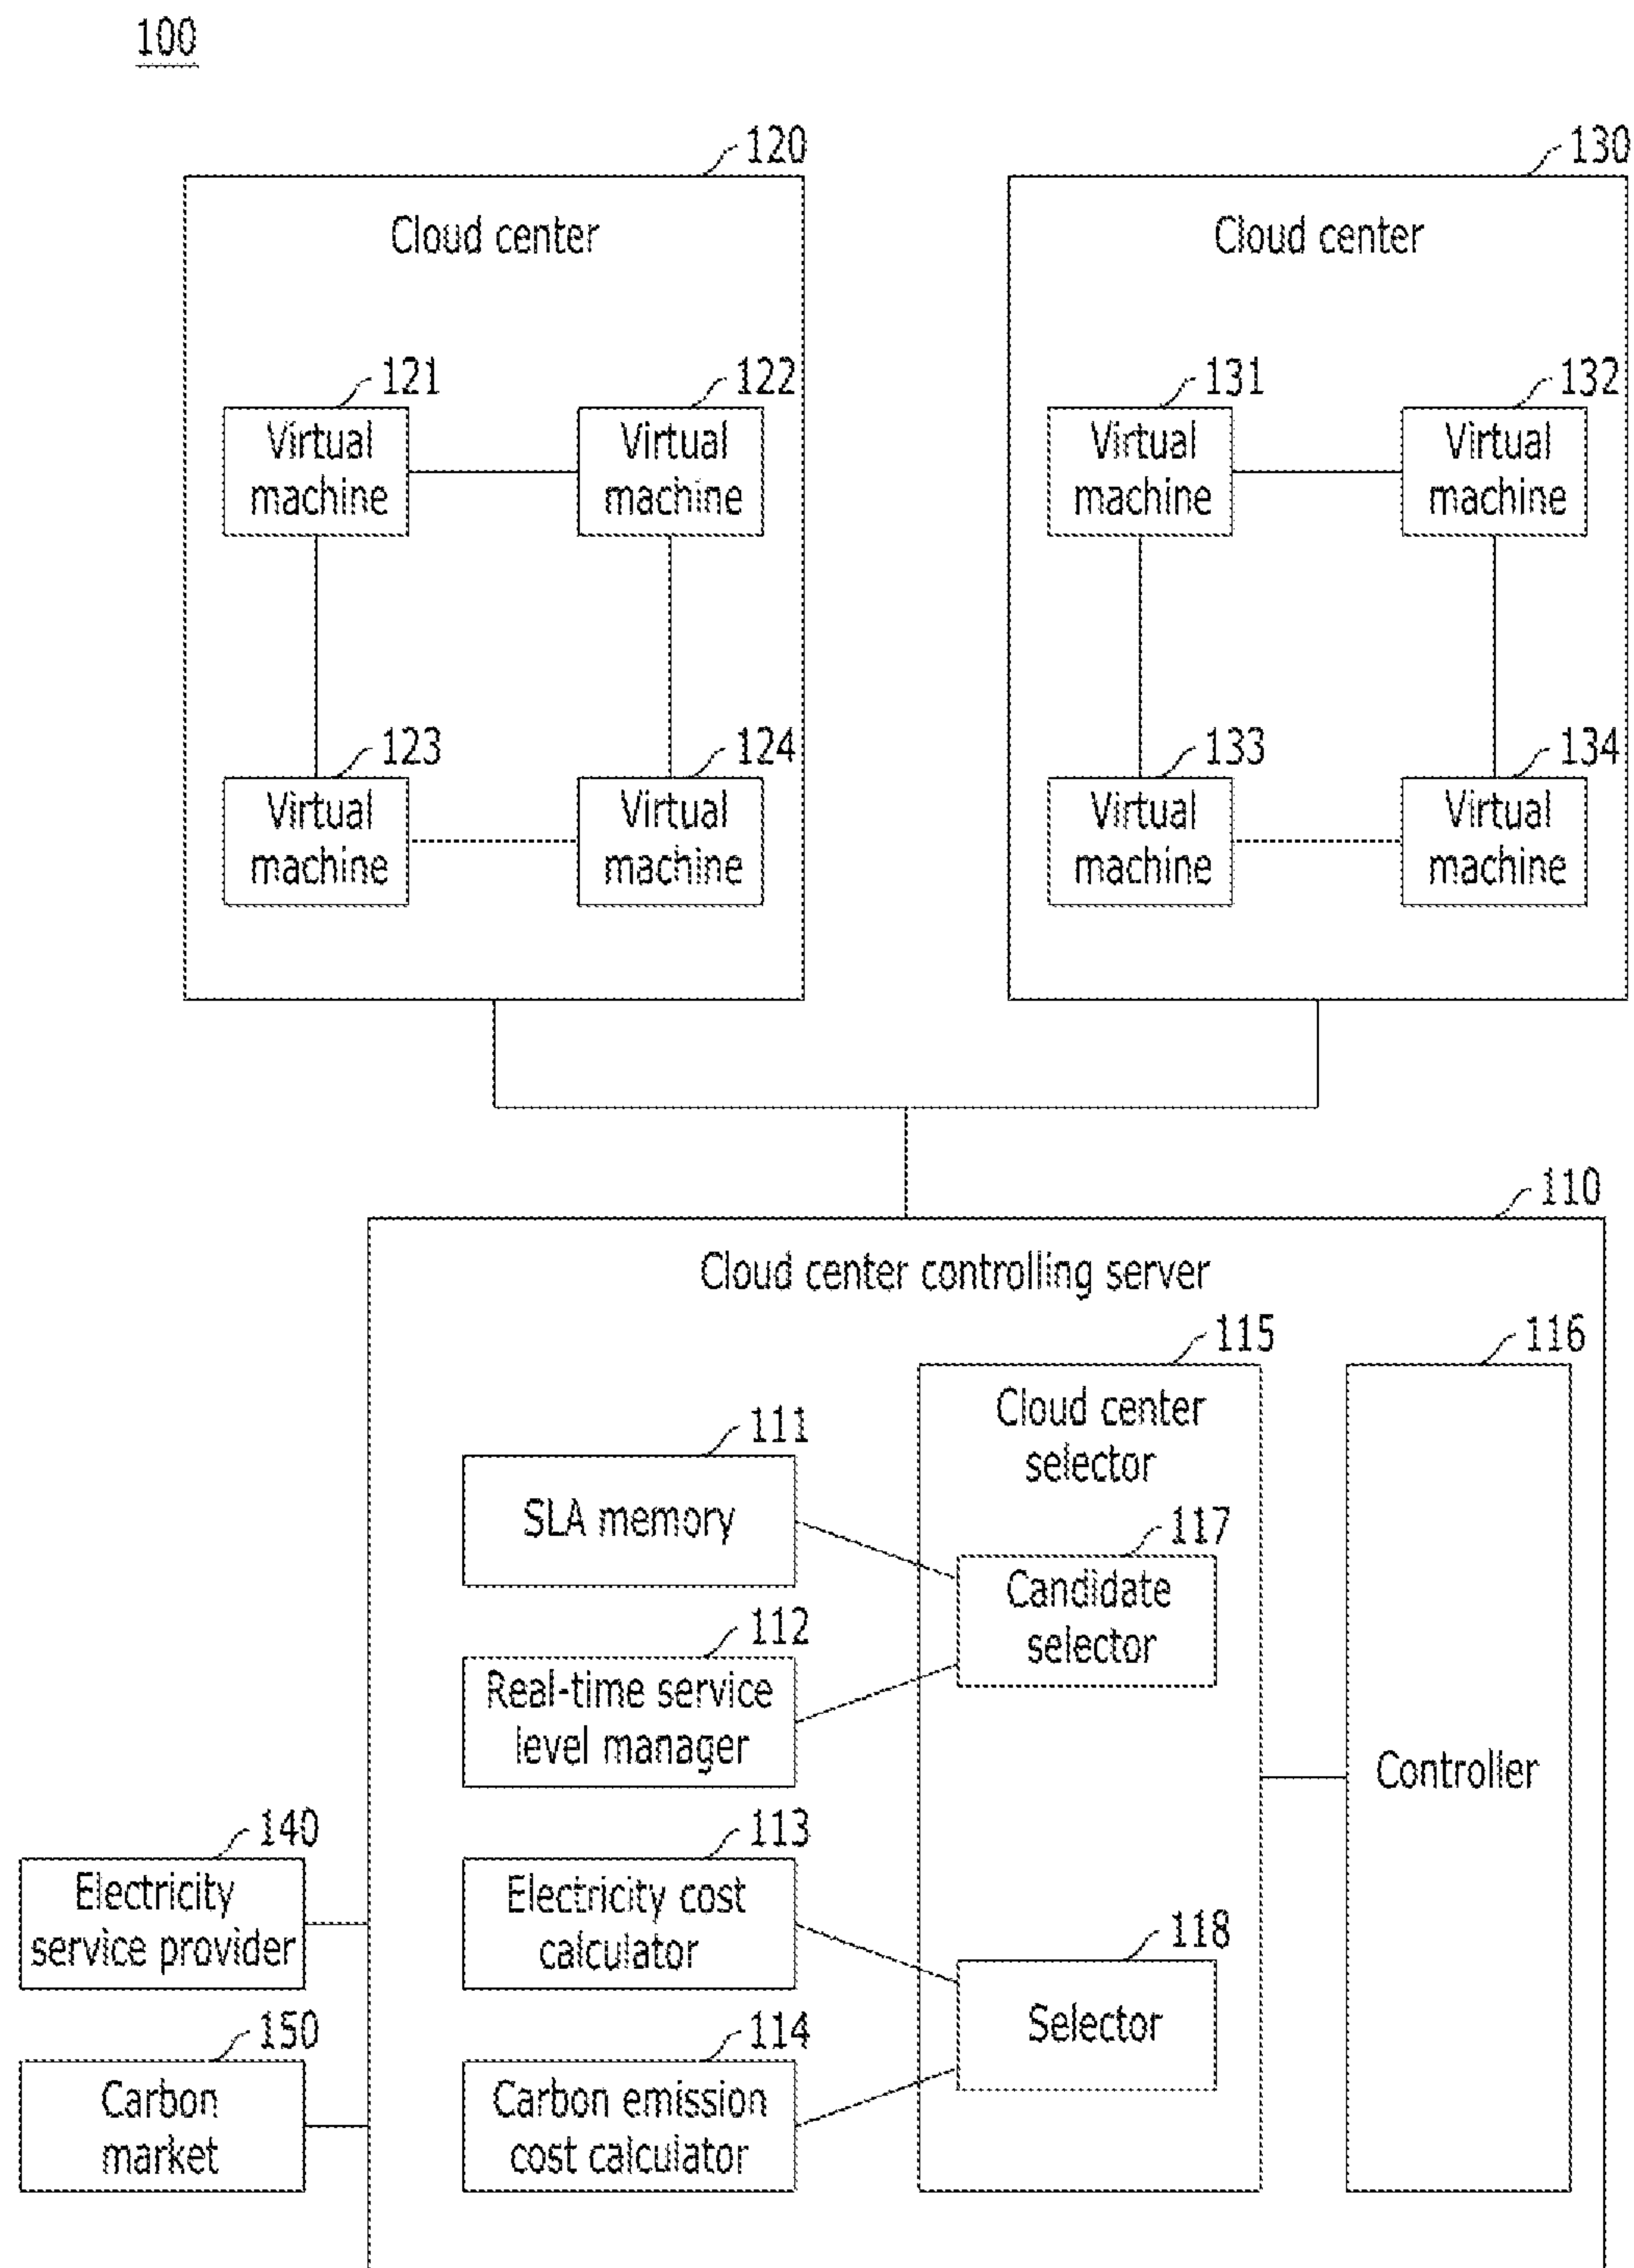 100
120
130
Cloud center
Cloud center
121
122
131
132
Virtual
machine
Virtual
machine
Virtual
machine
Virtual
machine
123
124
133
134
Virtual
machine
Virtual
machine
Virtual
machine
Virtual
machine
110
Cloud center controlling server
115
116
Cloud center
selector
111
SLA memory
117
Candidate
selector
112
Real-time service
level manager
Controller
140
Electricity
service provider
113
Electricity cost
calculator
118
Selector
150
Carbon
market
114
Carbon emission
cost calculator